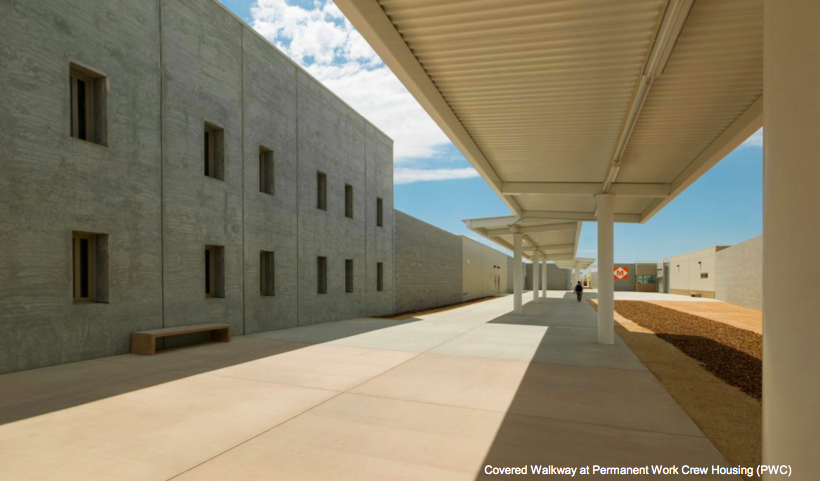 M
Covered Walkway at Permanent Work Crew Housing (PWC)